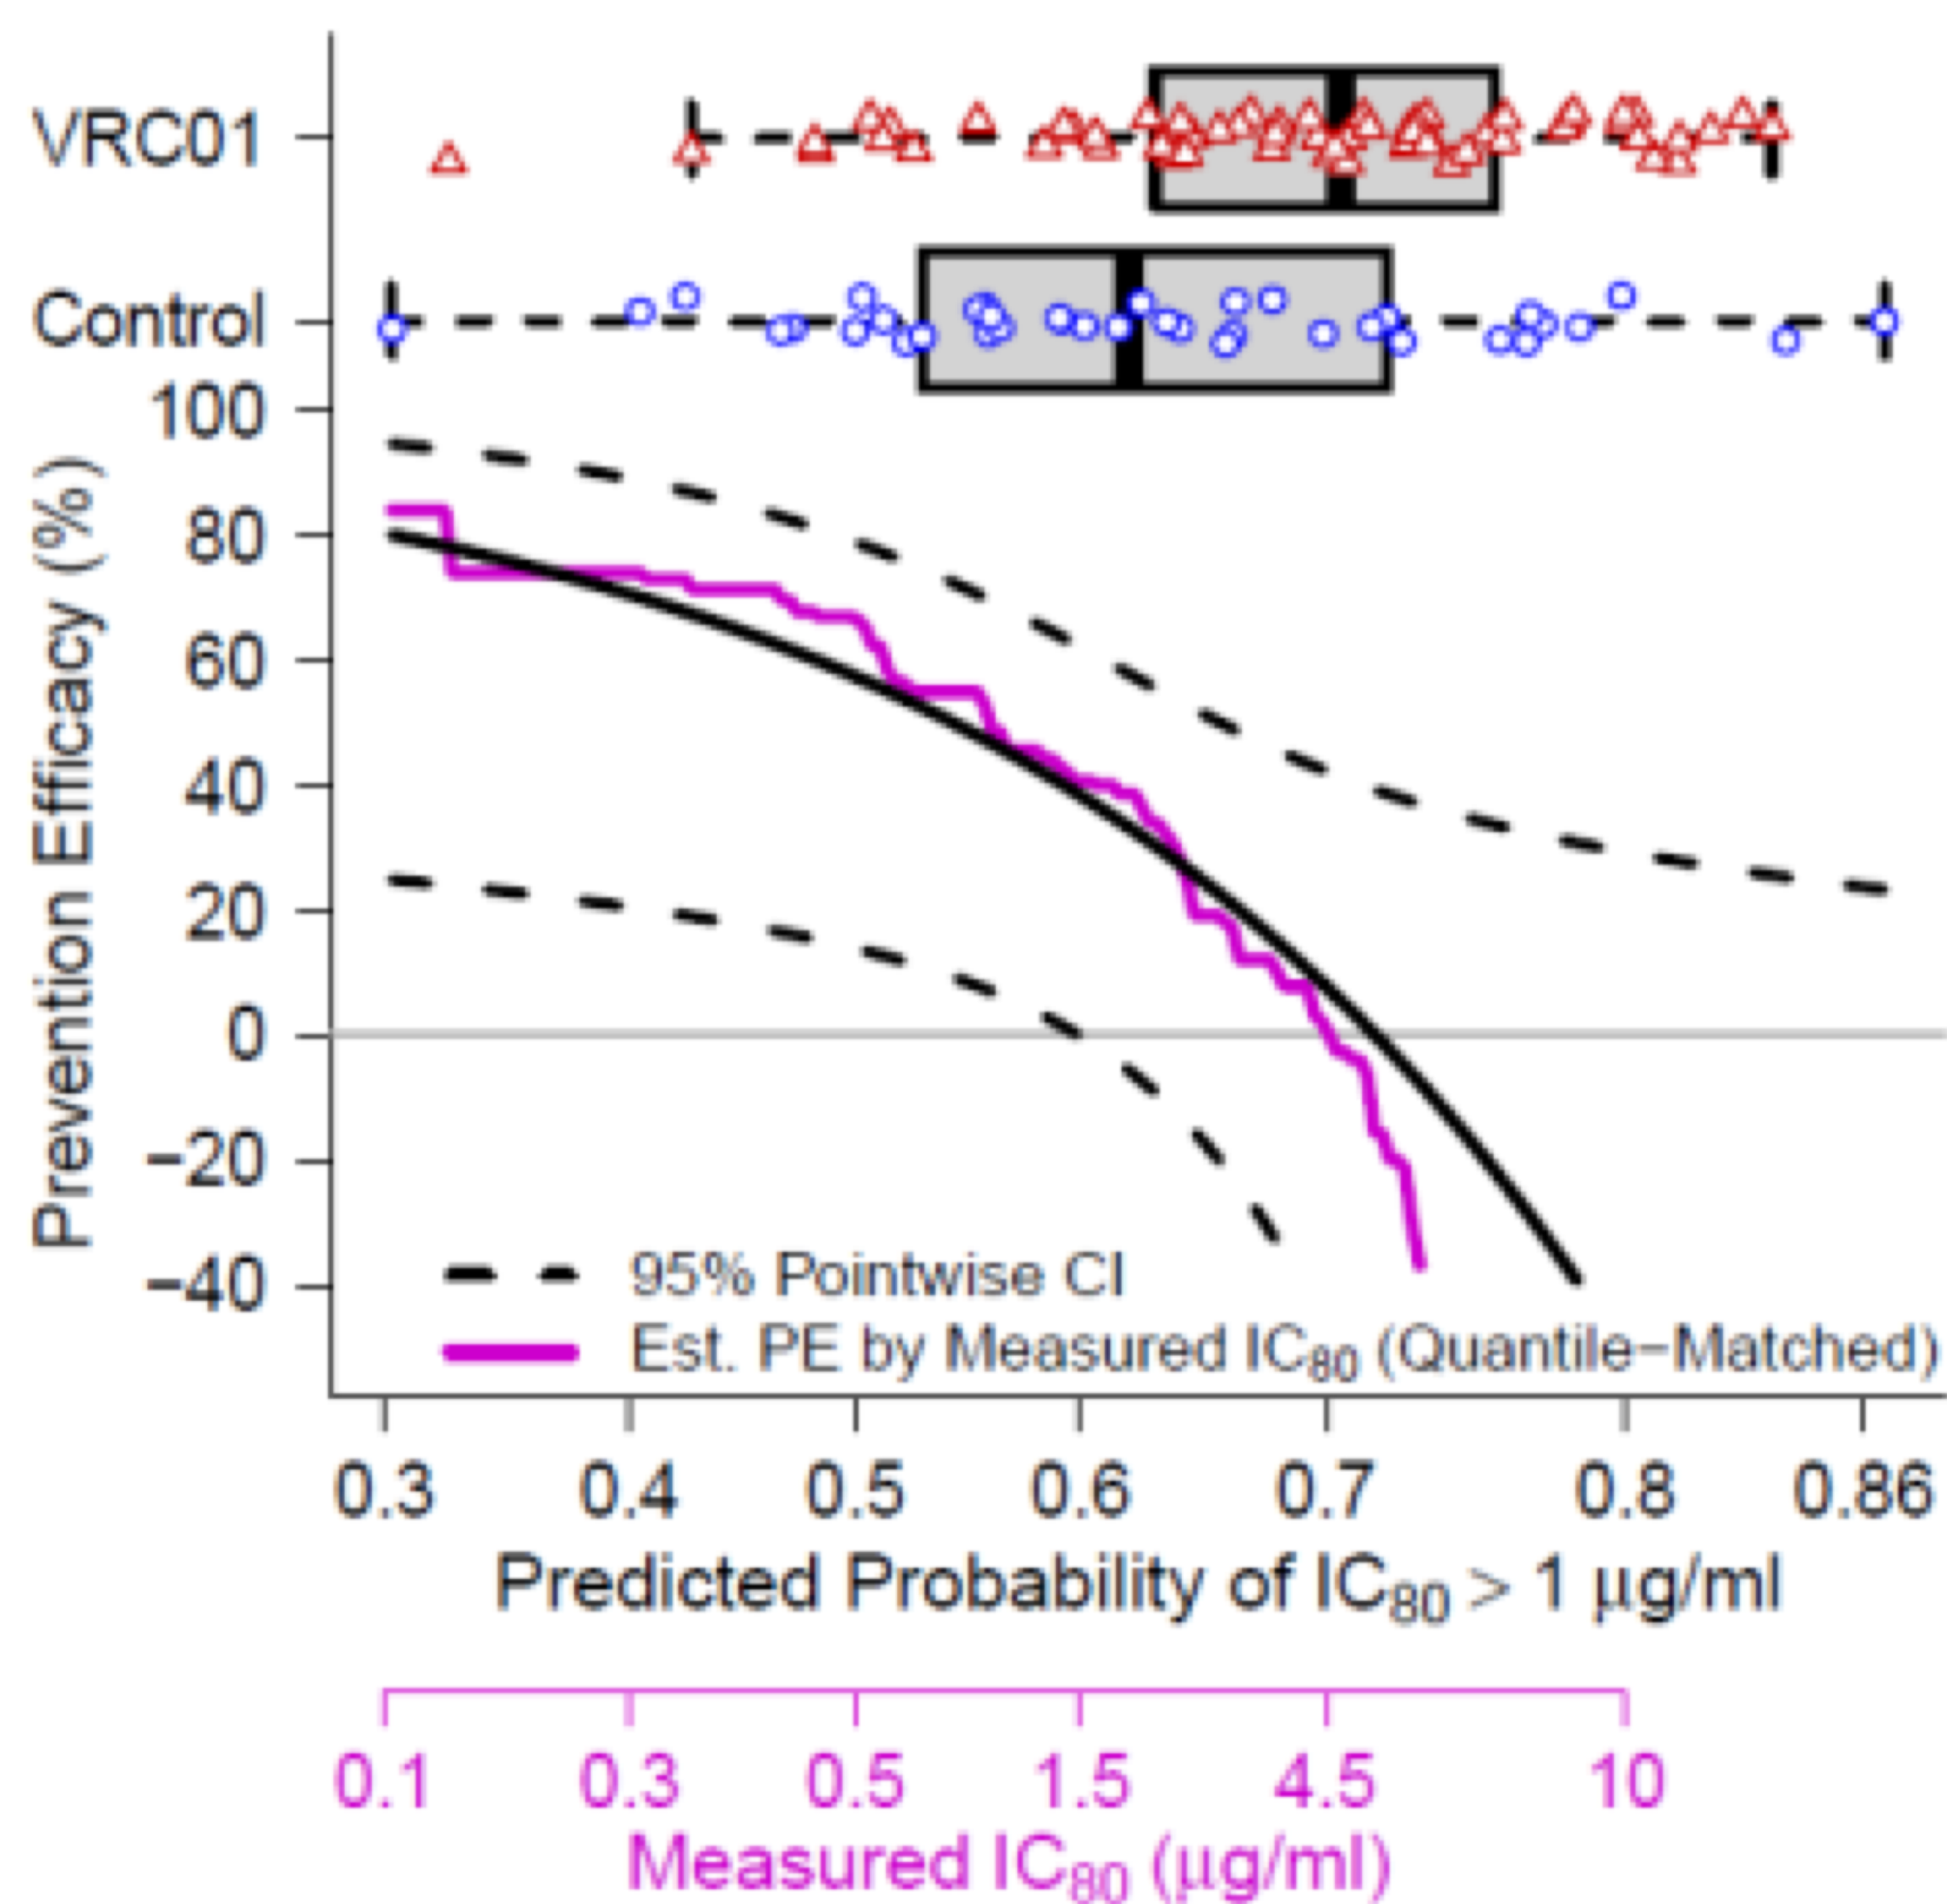 VRC01
Control
100
80
60
40
20
0
−20
−40
Prevention Efficacy (%)
95% Pointwise CI
Est. PE by Measured IC80 (Quantile−Matched)
0.3 0.4 0.5 0.6 0.7 0.8 0.86
Predicted Probability of IC80 > 1 μg/ml
0.1 0.3 0.5 1.5 4.5 10
Measured IC80 (μg/ml)